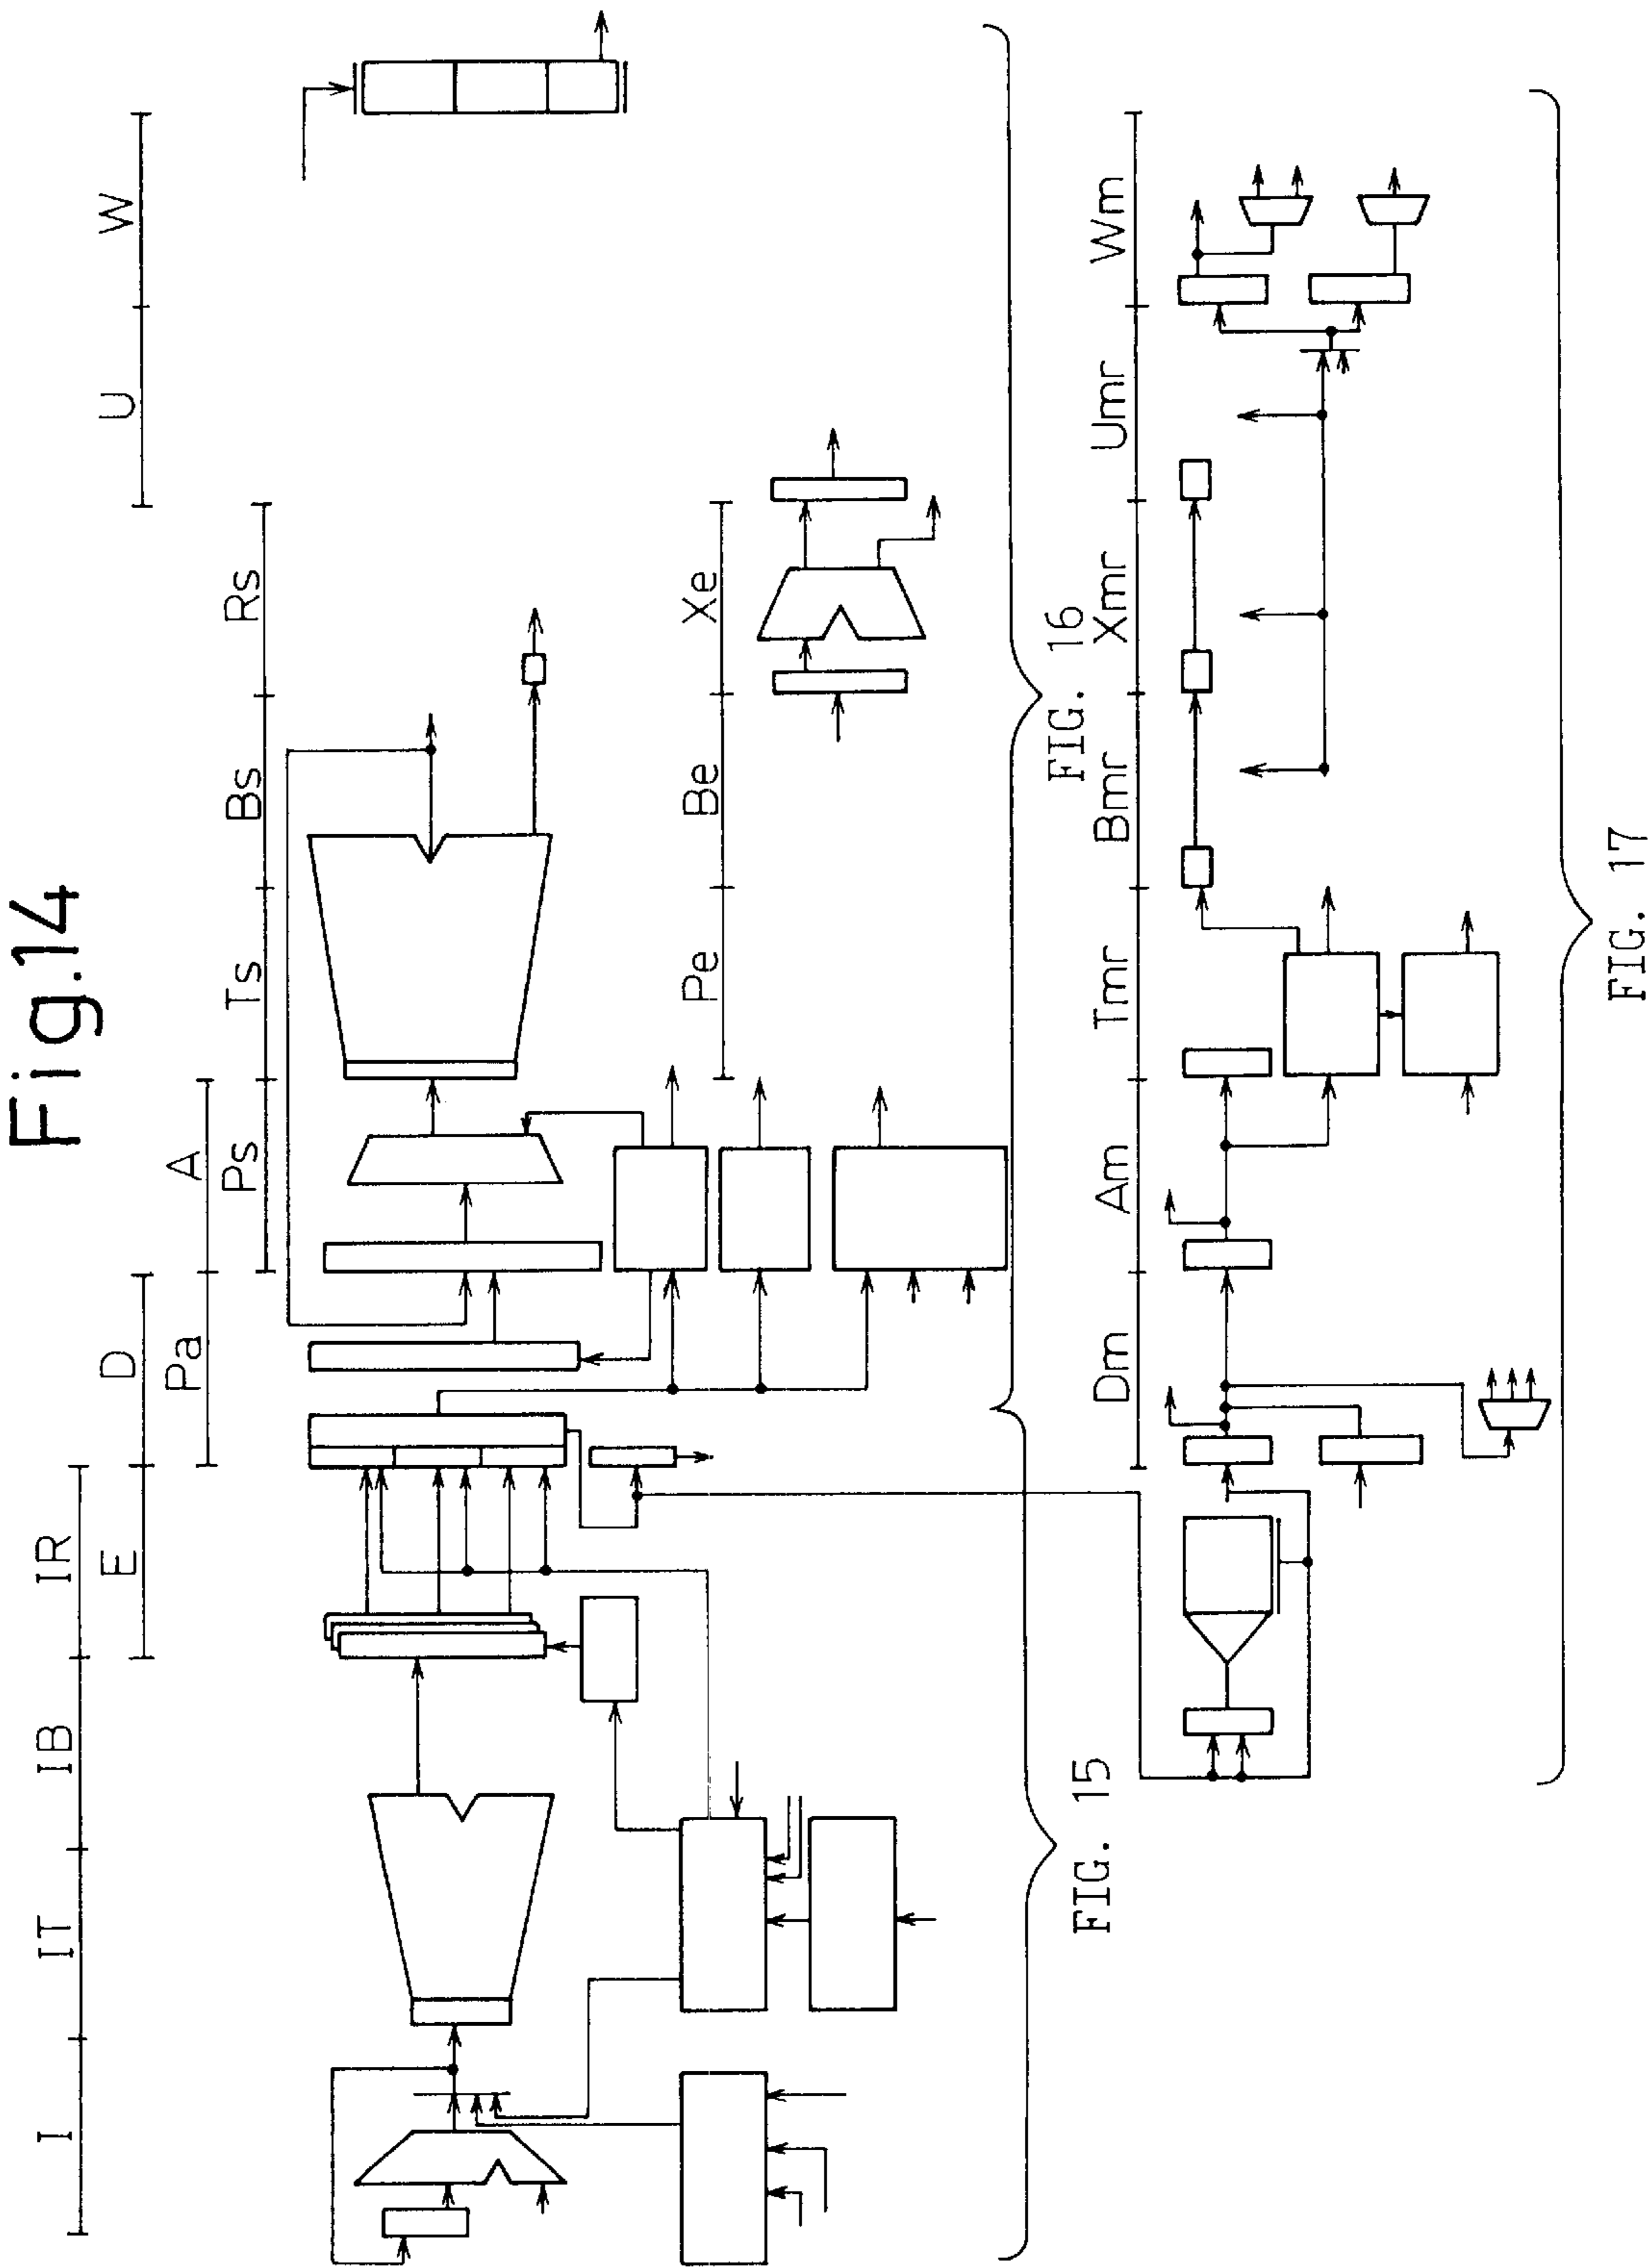 Fig.14
I IT IB IR
E D U W
Pa A
Ps Ts Bs Rs
Pe Be Xe
FIG. 15
FIG. 16
Dm Am Tmr Bmr Xmr Umr Wm
FIG. 17